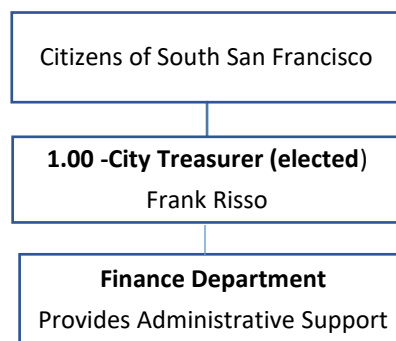 Citizens of South San Francisco
1.00 -City Treasurer (elected)
Frank Risso
Finance Department
Provides Administrative Support